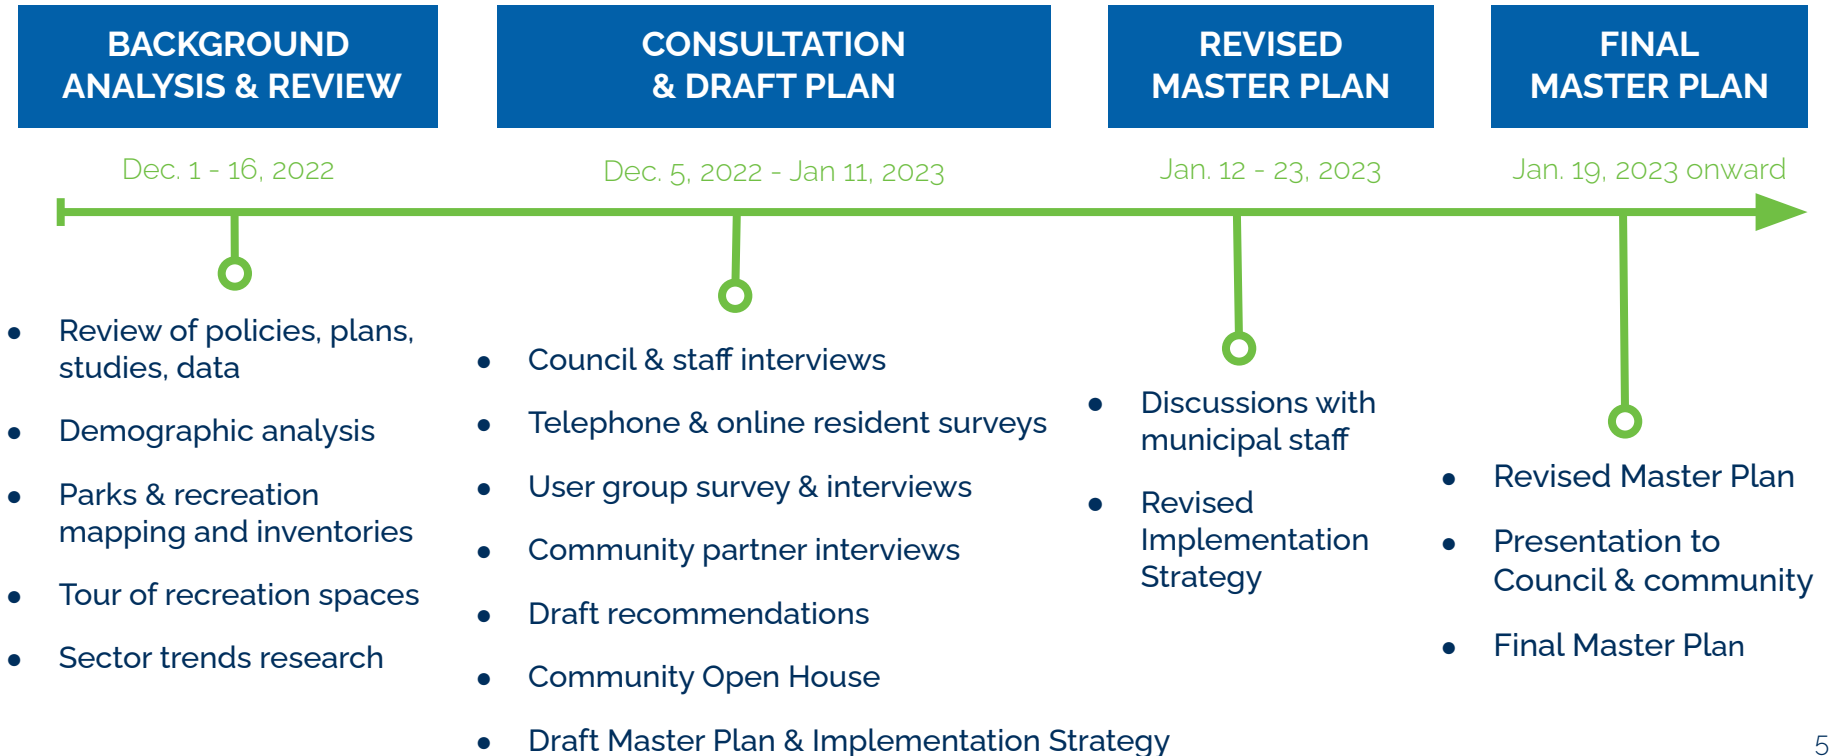 BACKGROUND
ANALYSIS & REVIEW
Dec. 1 - 16, 2022
● Review of policies, plans,
studies, data
● Demographic analysis
● Parks & recreation
mapping and inventories
● Tour of recreation spaces
● Sector trends research
CONSULTATION
& DRAFT PLAN
Dec. 5, 2022 - Jan 11, 2023
● Council & staff interviews
● Telephone & online resident surveys
● User group survey & interviews
● Community partner interviews
● Draft recommendations
● Community Open House
● Draft Master Plan & Implementation Strategy
REVISED
MASTER PLAN
Jan. 12 - 23, 2023
● Discussions with
municipal staff
● Revised
Implementation
Strategy
FINAL
MASTER PLAN
Jan. 19, 2023 onward
● Revised Master Plan
● Presentation to
Council & community
● Final Master Plan
5